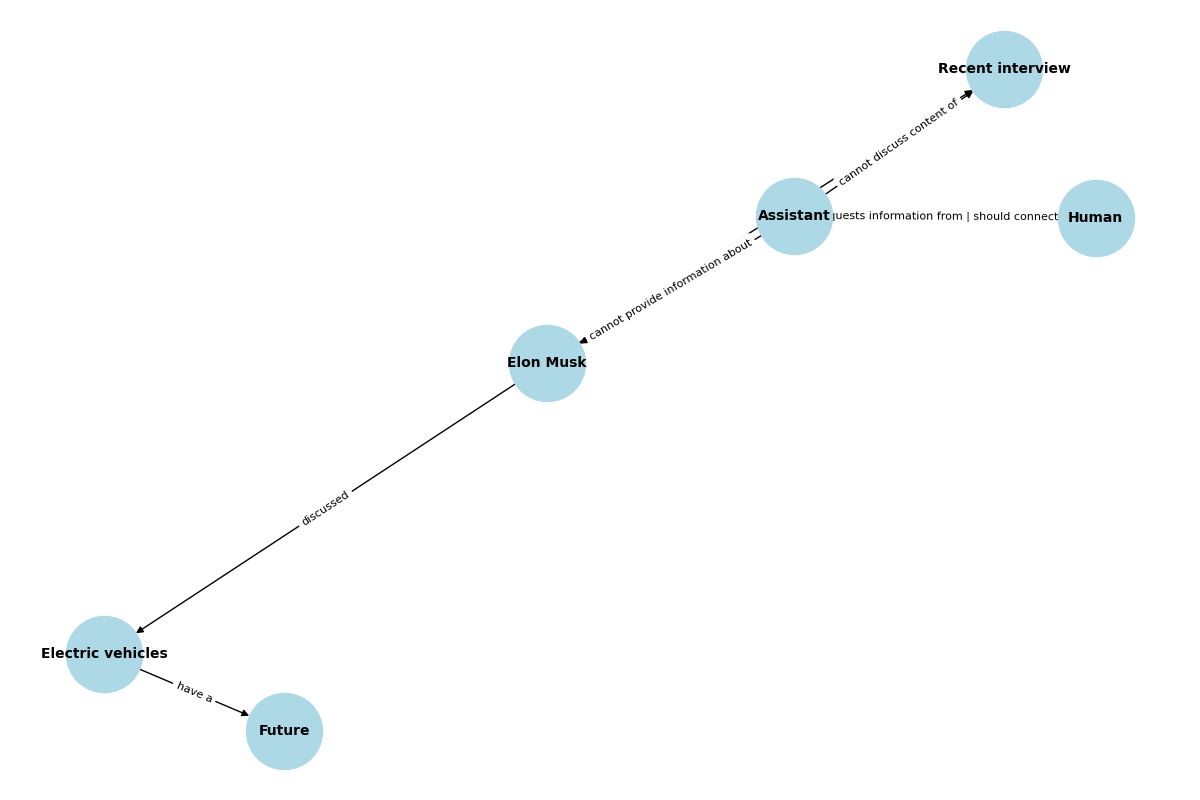 Recent interview
cannot discuss content of
Assistant
information from | should connect
Human
cannot provide information about
Elon Musk
discussed
Electric vehicles
have a
Future